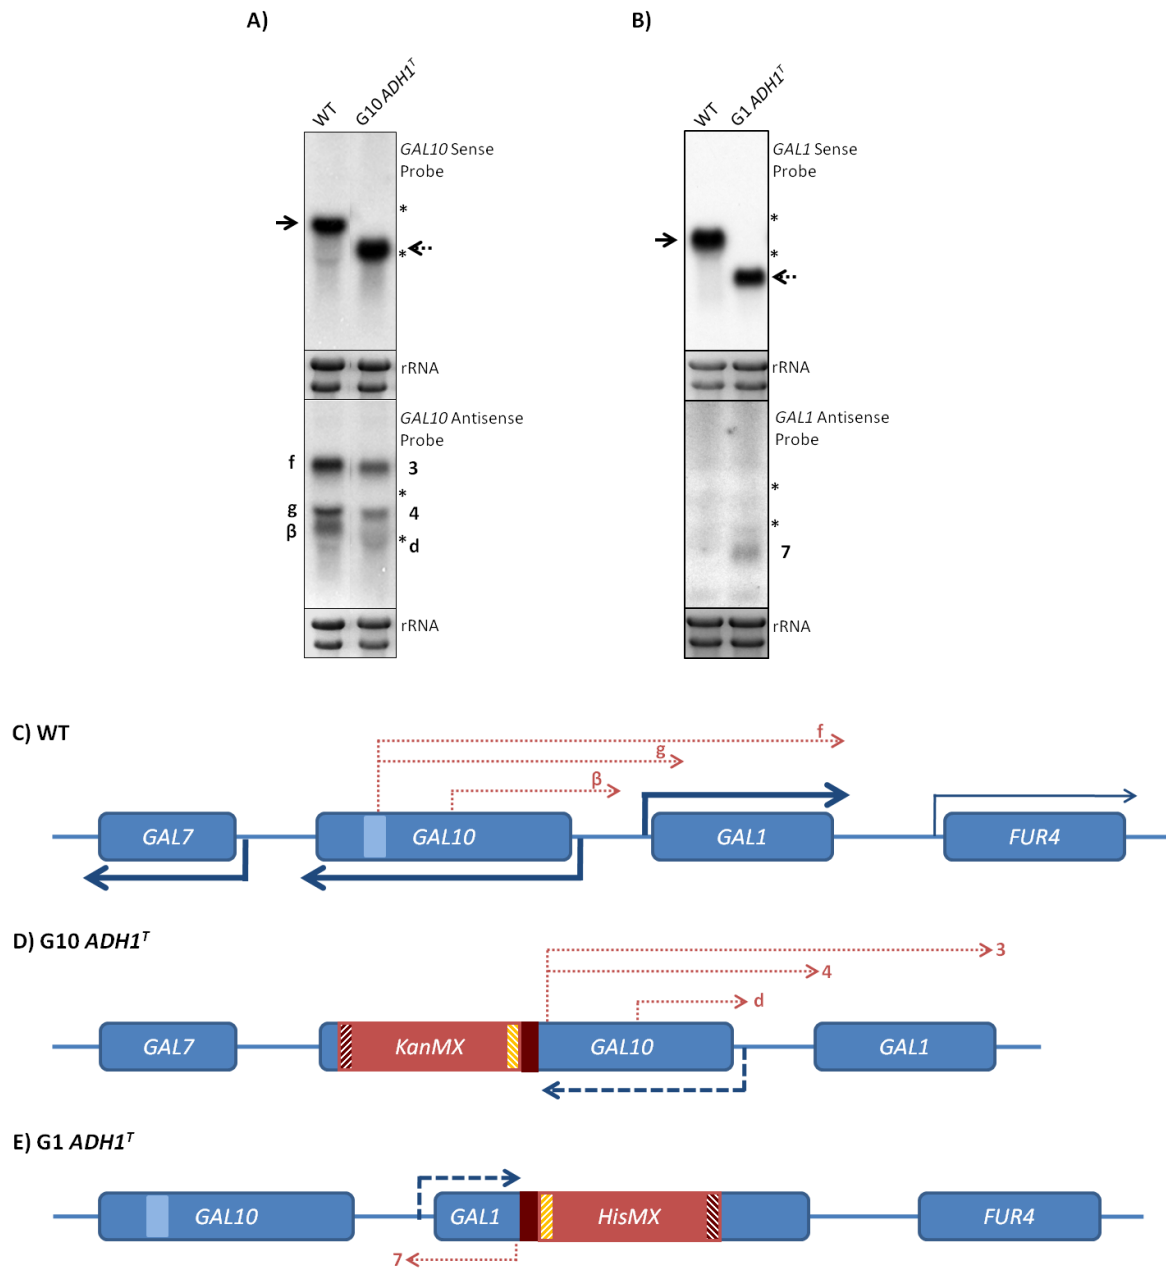 A)
B)
WT
G10 ADH1ᵀ
WT
G1 ADH1ᵀ
GAL10 Sense
Probe
*
*
rRNA
GAL10 Antisense
Probe
f
3
*
g
4
β
*
d
rRNA
GAL1 Sense
Probe
*
*
rRNA
GAL1 Antisense
Probe
*
*
7
rRNA
C) WT
f
g
β
GAL7
GAL10
GAL1
FUR4
D) G10 ADH1ᵀ
3
4
d
GAL7
KanMX
GAL10
GAL1
E) G1 ADH1ᵀ
GAL10
GAL1
HisMX
FUR4
7